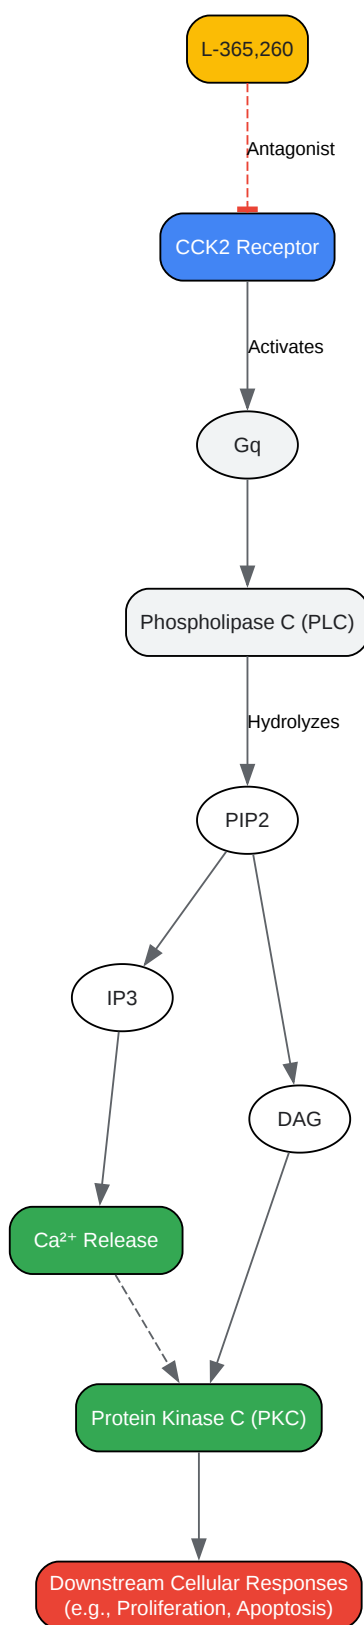 L-365,260
Antagonist
CCK2 Receptor
Activates
Gq
Phospholipase C (PLC)
Hydrolyzes
PIP2
IP3
DAG
Ca²⁺ Release
Protein Kinase C (PKC)
Downstream Cellular Responses
(e.g., Proliferation, Apoptosis)